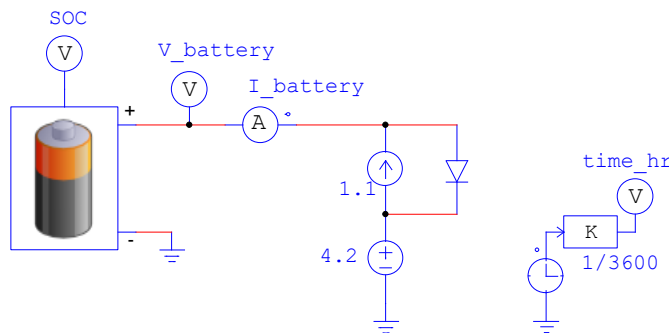 SOC
V
V_battery
V
I_battery
A
+
-
1.1
4.2
time_hr
V
K
1/3600